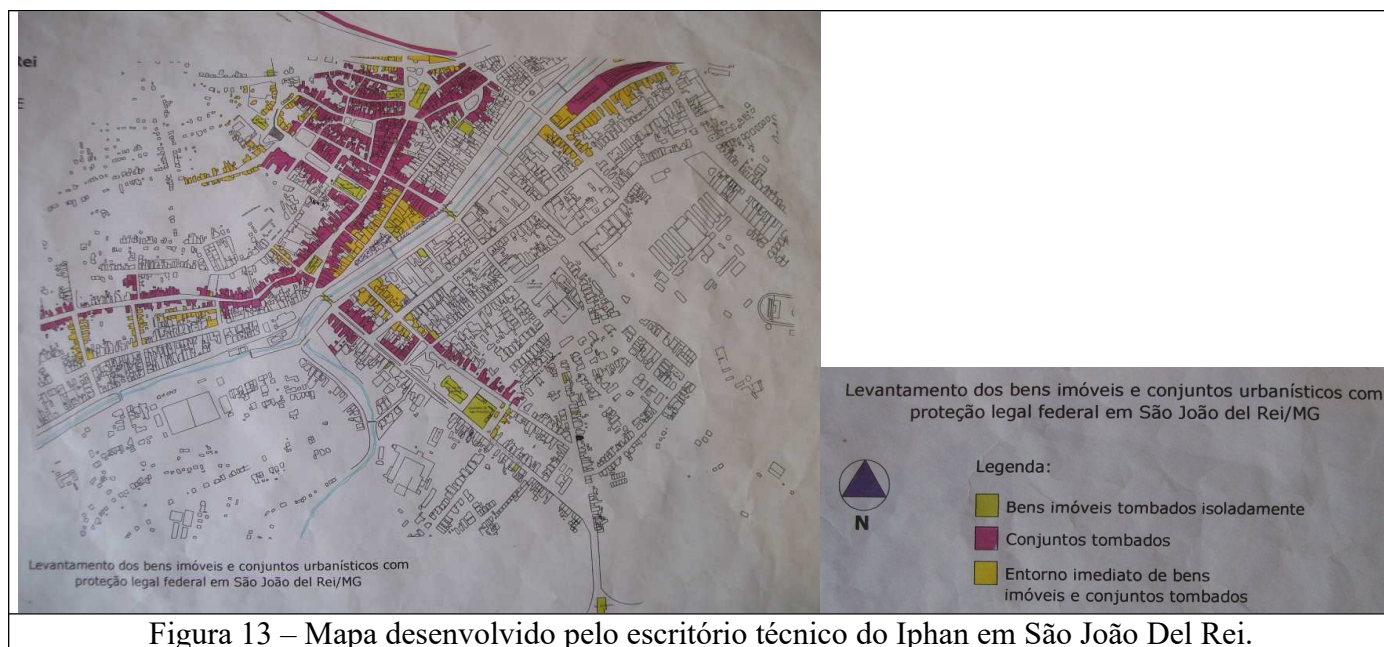 Rei
Levantamento dos bens imóveis e conjuntos urbanísticos com
proteção legal federal em São João del Rei/MG
Levantamento dos bens imóveis e conjuntos urbanísticos com
proteção legal federal em São João del Rei/MG
Legenda:
N
Bens imóveis tombados isoladamente
Conjuntos tombados
Entorno imediato de bens
imóveis e conjuntos tombados
Figura 13 – Mapa desenvolvido pelo escritório técnico do Iphan em São João Del Rei.